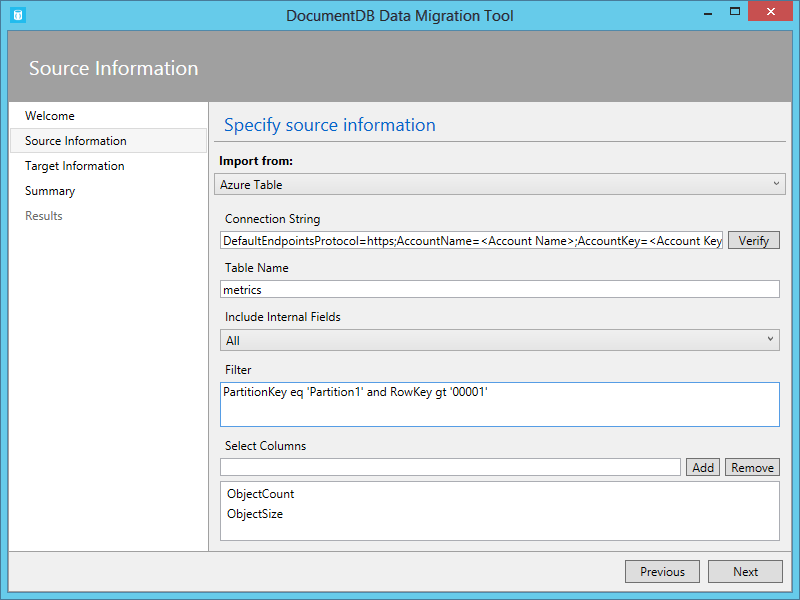 DocumentDB Data Migration Tool
Source Information
Welcome
Source Information
Target Information
Summary
Results
Specify source information
Import from:
Azure Table
Connection String
DefaultEndpointsProtocol=https;AccountName=<Account Name>;AccountKey=<Account Key
Verify
Table Name
metrics
Include Internal Fields
All
Filter
PartitionKey eq 'Partition1' and RowKey gt '00001'
Select Columns
Add Remove
ObjectCount
ObjectSize
Previous Next